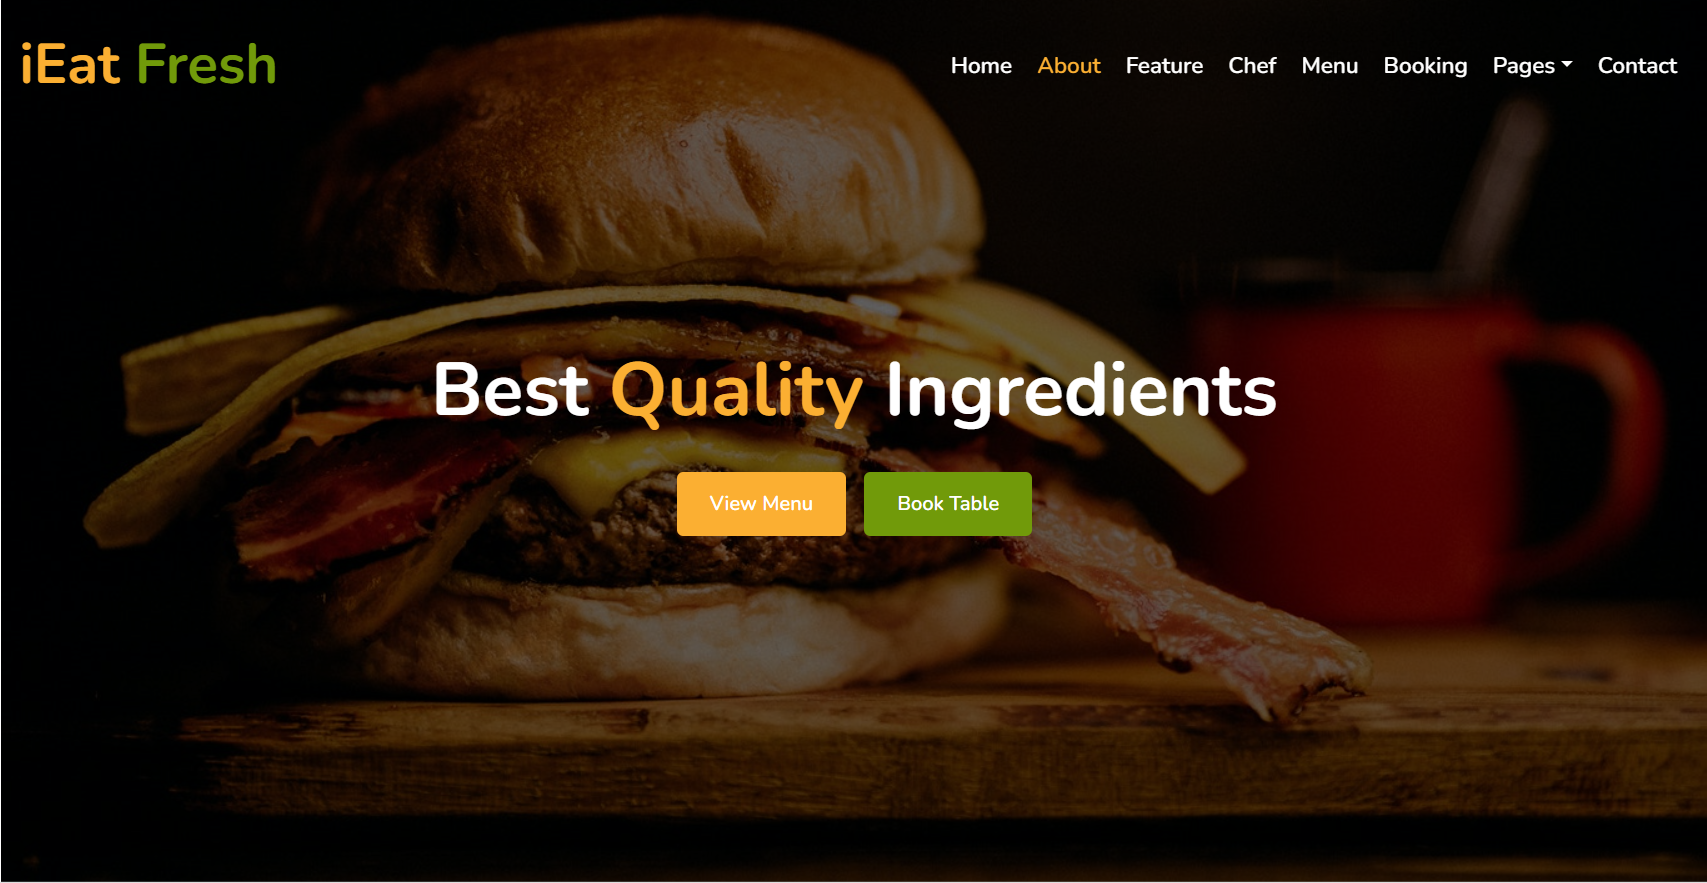 iEat Fresh
Home About Feature Chef Menu Booking Pages Contact
Best Quality Ingredients
View Menu Book Table